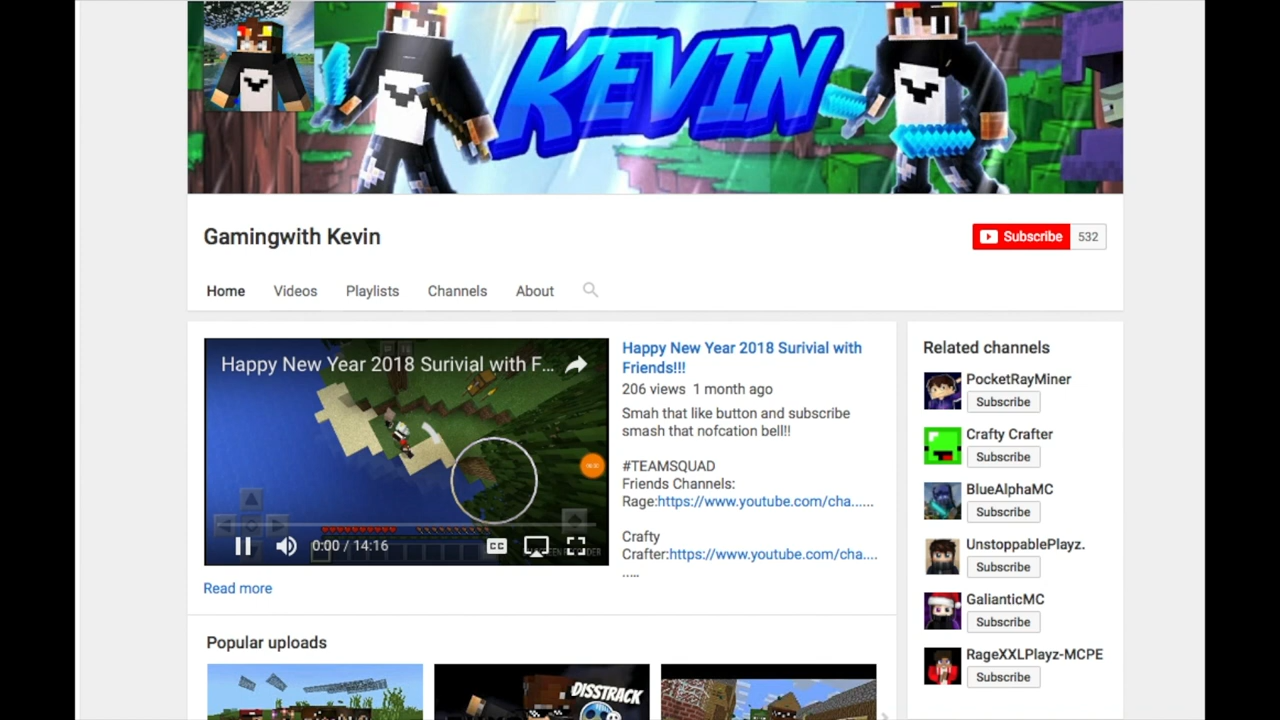 KEVIN
Gamingwith Kevin
Subscribe 532
Home Videos Playlists Channels About
Happy New Year 2018 Surivial with F...
0:00 / 14:16
CC
Read more
Happy New Year 2018 Surivial with
Friends!!!
206 views 1 month ago
Smah that like button and subscribe
smash that nofcation bell!!
#TEAMSQUAD
Friends Channels:
Rage:https://www.youtube.com/cha......
Crafty
Crafter:https://www.youtube.com/cha....
.....
Related channels
PocketRayMiner
Subscribe
Crafty Crafter
Subscribe
BlueAlphaMC
Subscribe
UnstoppablePlayz.
Subscribe
GalianticMC
Subscribe
RageXXLPlayz-MCPE
Subscribe
Popular uploads
DISSTRACK